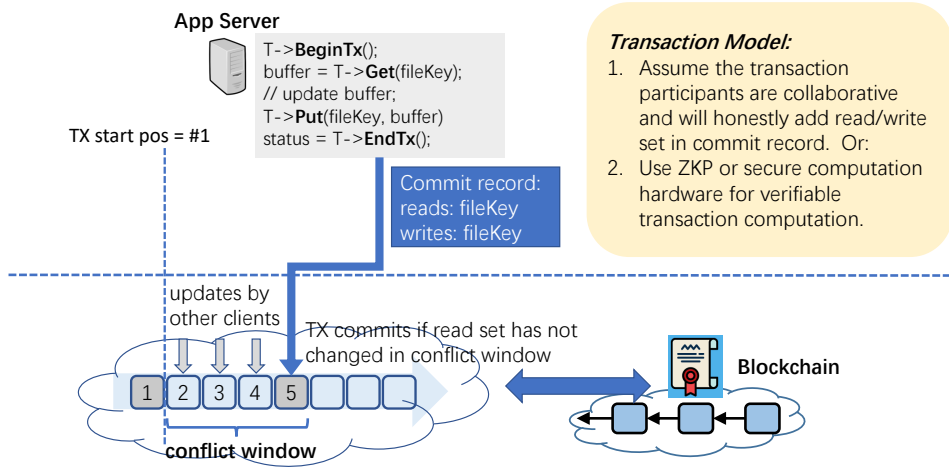 App Server
T->BeginTx();
buffer = T->Get(fileKey);
// update buffer;
T->Put(fileKey, buffer)
status = T->EndTx();
TX start pos = #1
Commit record:
reads: fileKey
writes: fileKey
Transaction Model:
1. Assume the transaction
participants are collaborative
and will honestly add read/write
set in commit record. Or:
2. Use ZKP or secure computation
hardware for verifiable
transaction computation.
updates by
other clients
TX commits if read set has not
changed in conflict window
1 2 3 4 5
conflict window
Blockchain